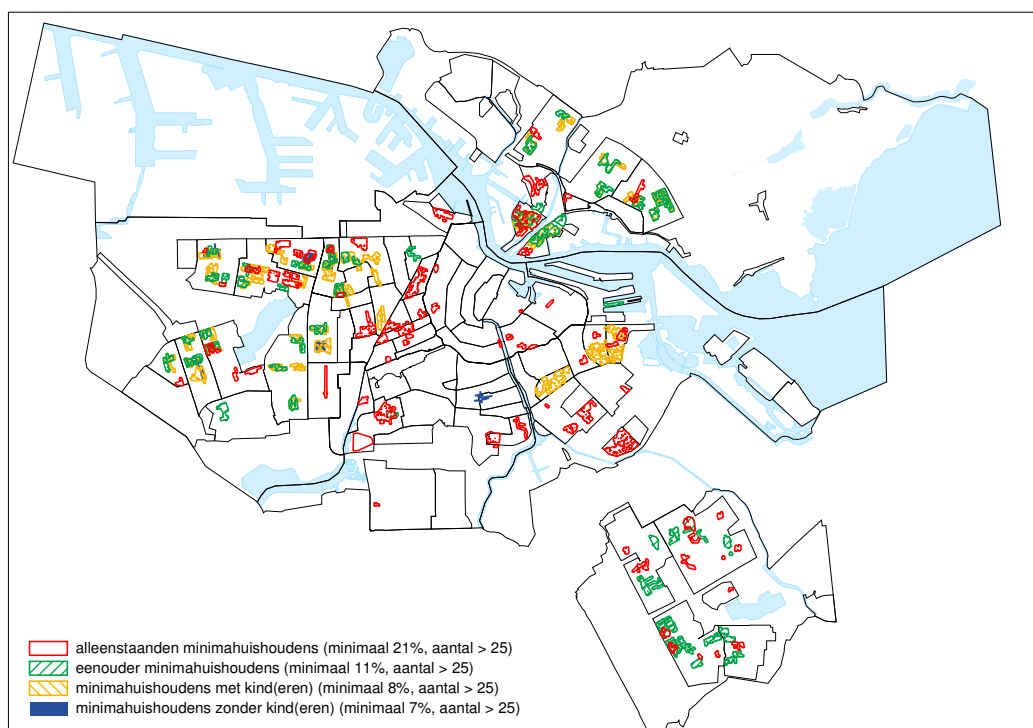 alleenstaanden minimahuishoudens (minimaal 21%, aantal > 25)
eenouder minimahuishoudens (minimaal 11%, aantal > 25)
minimahuishoudens met kind(eren) (minimaal 8%, aantal > 25)
minimahuishoudens zonder kind(eren) (minimaal 7%, aantal > 25)